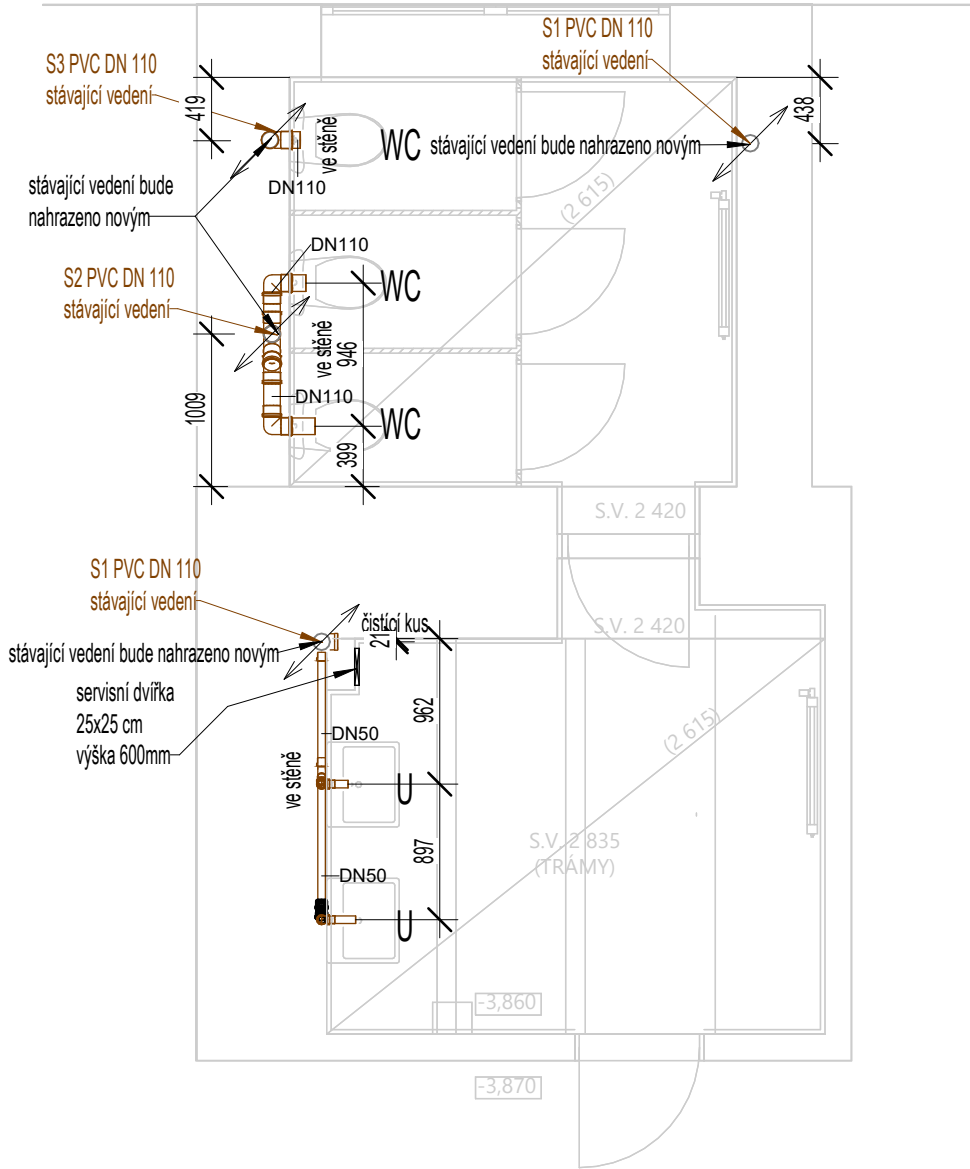 S1 PVC DN 110
stávající vedení
S3 PVC DN 110
stávající vedení
419
438
ve stěně
WC
stávající vedení bude nahrazeno novým
DN110
(2 615)
stávající vedení bude
nahrazeno novým
DN110
S2 PVC DN 110
stávající vedení
WC
ve stěně
946
1009
DN110
WC
399
S.V. 2 420
S1 PVC DN 110
stávající vedení
čistící kus
S.V. 2 420
stávající vedení bude nahrazeno novým
servisní dvířka
25x25 cm
výška 600mm
962
(2 615)
DN50
ve stěně
U
S.V. 2 835
(TRÁMY)
897
DN50
U
-3,860
-3,870